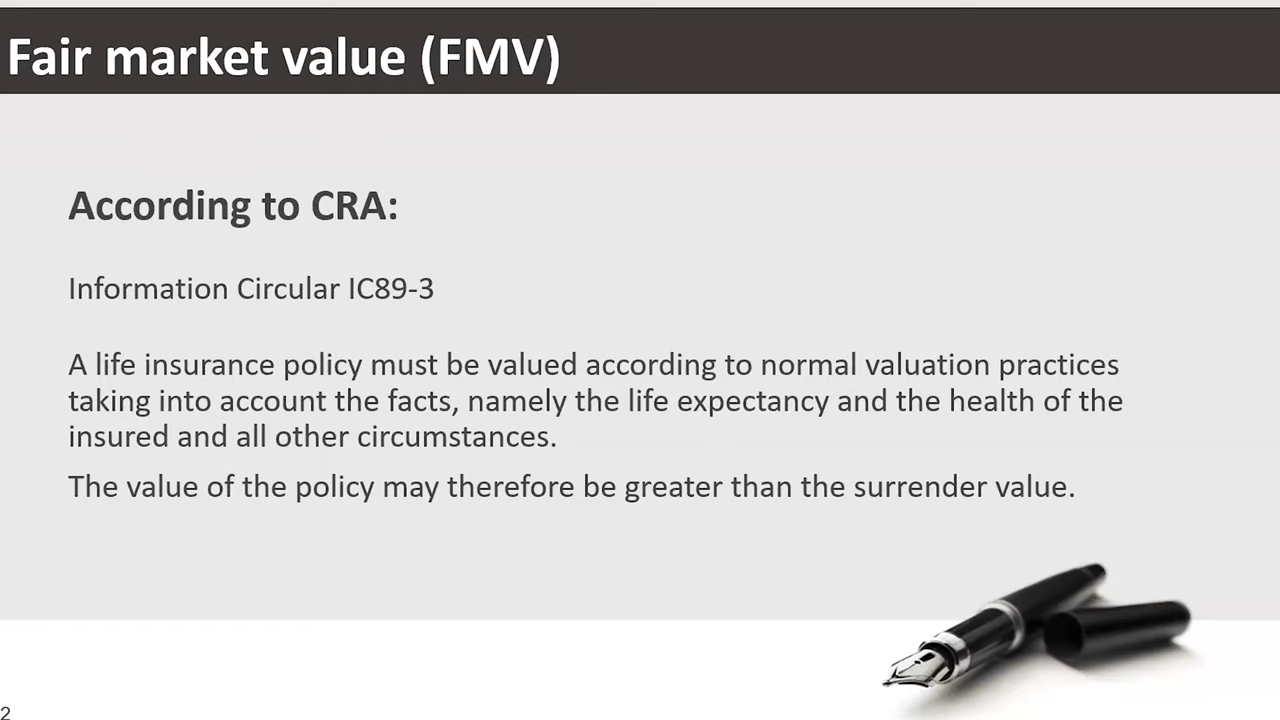 Fair market value (FMV)
According to CRA:
Information Circular IC89-3
A life insurance policy must be valued according to normal valuation practices
taking into account the facts, namely the life expectancy and the health of the
insured and all other circumstances.
The value of the policy may therefore be greater than the surrender value.
2